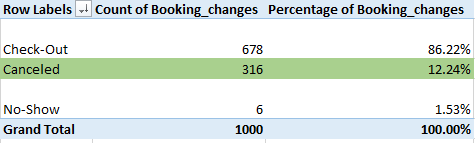 Row Labels Count of Booking_changes Percentage of Booking_changes
Check-Out 678 86.22%
Canceled 316 12.24%
No-Show 6 1.53%
Grand Total 1000 100.00%